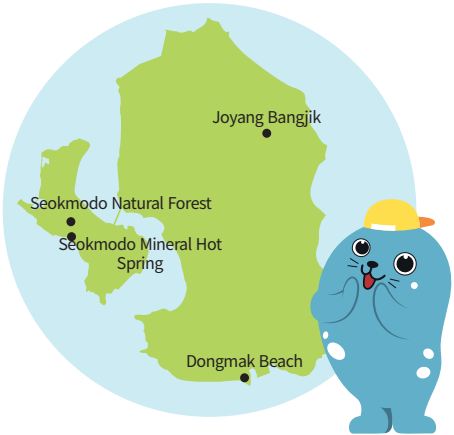 Joyang Bangjik
Seokmodo Natural Forest
Seokmodo Mineral Hot
Spring
Dongmak Beach